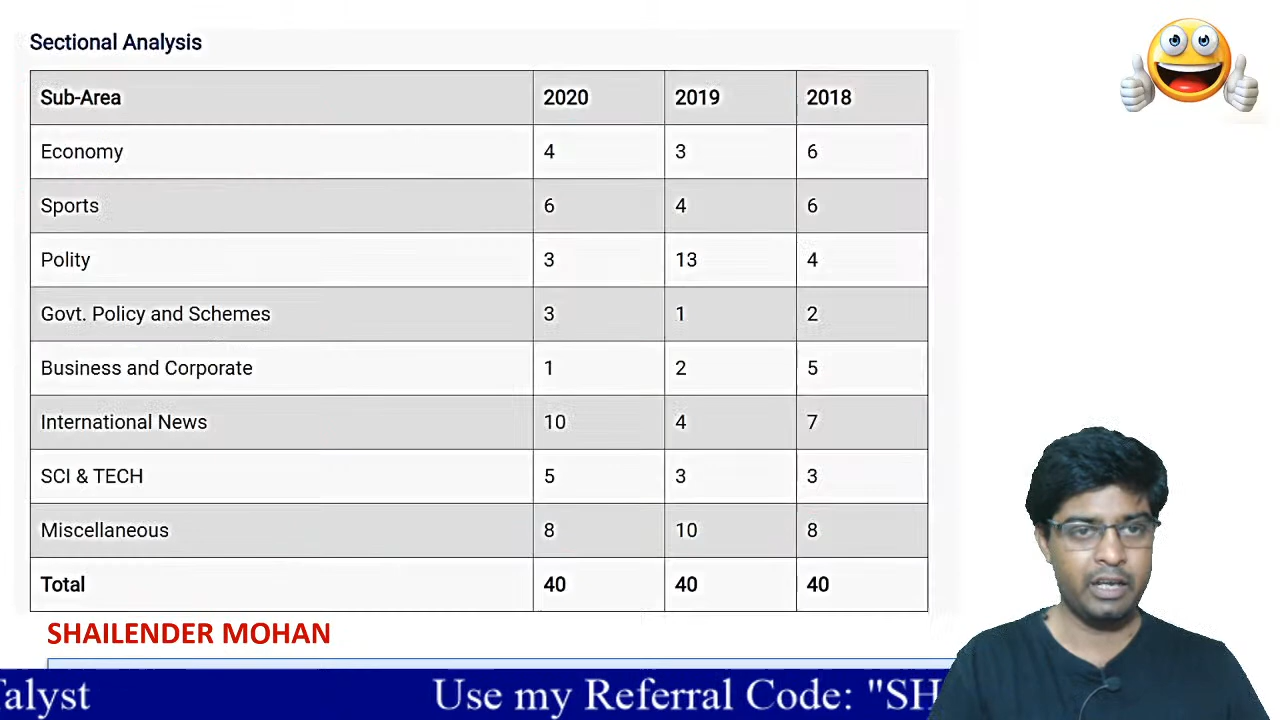 Sectional Analysis
Sub-Area 2020 2019 2018
Economy 4 3 6
Sports 6 4 6
Polity 3 13 4
Govt. Policy and Schemes 3 1 2
Business and Corporate 1 2 5
International News 10 4 7
SCI & TECH 5 3 3
Miscellaneous 8 10 8
Total 40 40 40
SHAILENDER MOHAN
alyst Use my Referral Code: "SH